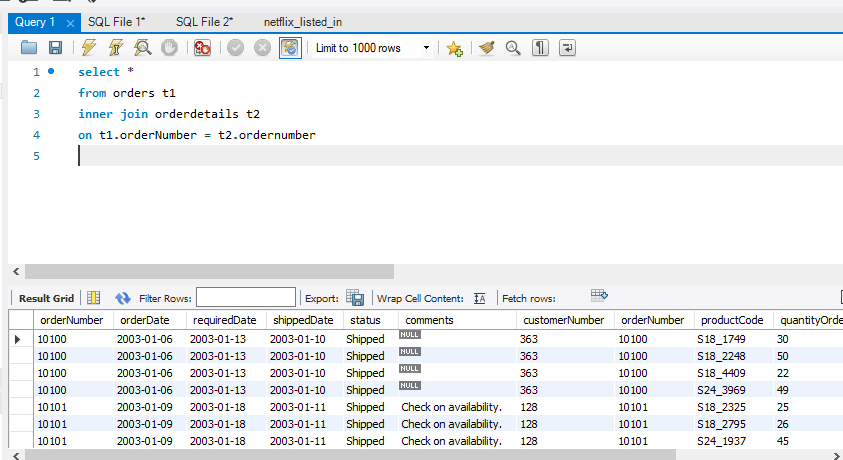 Query 1 × SQL File 1* SQL File 2* netflix_listed_in
Limit to 1000 rows
1 select *
2 from orders t1
3 inner join orderdetails t2
4 on t1.orderNumber = t2.ordernumber
5
Result Grid Filter Rows: Export: Wrap Cell Content: IA Fetch rows:
orderNumber orderDate requiredDate shippedDate status comments customerNumber orderNumber productCode quantityOrde
10100 2003-01-06 2003-01-13 2003-01-10 Shipped NULL 363 10100 S18_1749 30
10100 2003-01-06 2003-01-13 2003-01-10 Shipped NULL 363 10100 S18_2248 50
10100 2003-01-06 2003-01-13 2003-01-10 Shipped NULL 363 10100 S18_4409 22
10100 2003-01-06 2003-01-13 2003-01-10 Shipped NULL 363 10100 S24_3969 49
10101 2003-01-09 2003-01-18 2003-01-11 Shipped Check on availability. 128 10101 S18_2325 25
10101 2003-01-09 2003-01-18 2003-01-11 Shipped Check on availability. 128 10101 S18_2795 26
10101 2003-01-09 2003-01-18 2003-01-11 Shipped Check on availability. 128 10101 S24_1937 45